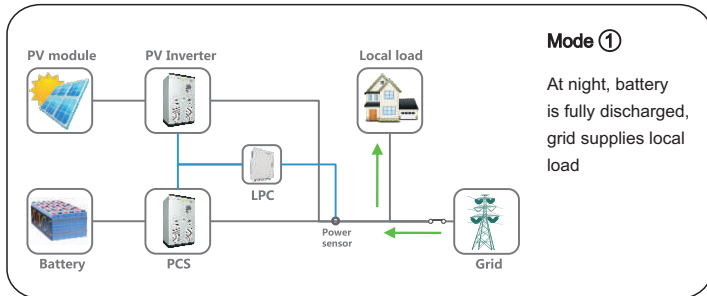 PV module
PV Inverter
Local load
Mode ①
At night, battery
is fully discharged,
grid supplies local
load
LPC
Power
sensor
Battery
PCS
Grid